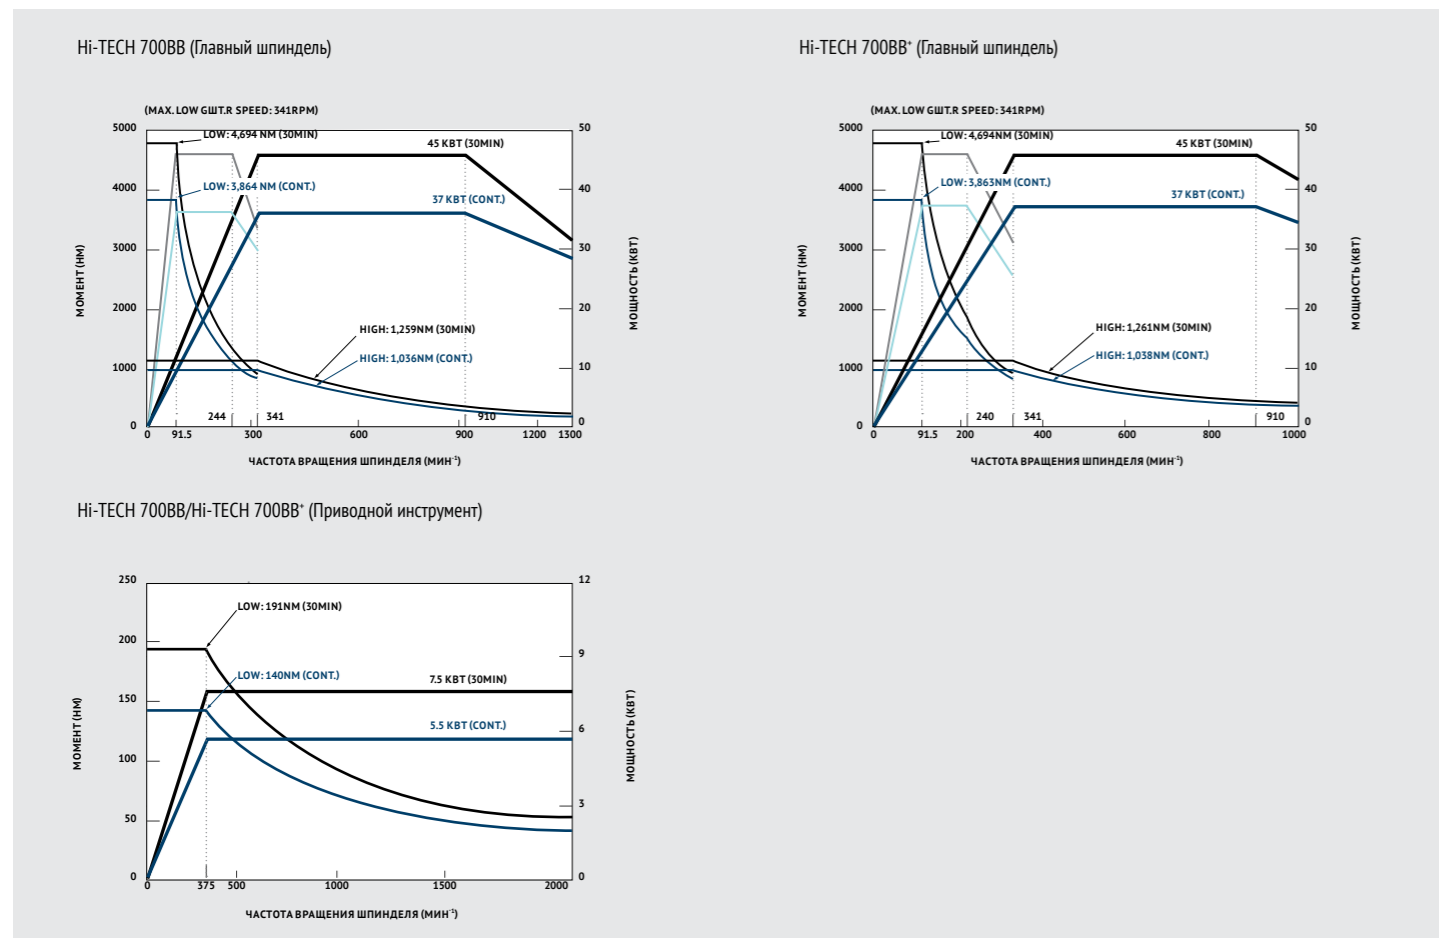 Hi-TECH 700BB (Главный шпиндель)
(MAX. LOW GШТ.R SPEED: 341RPM)
5000
4000
3000
2000
1000
0
МОМЕНТ (НМ)
LOW: 4,694 NM (30MIN)
LOW: 3,864 NM (CONT.)
45 КВТ (30MIN)
37 КВТ (CONT.)
HIGH: 1,259NM (30MIN)
HIGH: 1,036NM (CONT.)
244
341
910
50
40
30
20
10
0
МОЩНОСТЬ (КВТ)
0 91.5 300 600 900 1200 1300
ЧАСТОТА ВРАЩЕНИЯ ШПИНДЕЛЯ (МИН⁻¹)
Hi-TECH 700BB⁺ (Главный шпиндель)
(MAX. LOW GШТ.R SPEED: 341RPM)
5000
4000
3000
2000
1000
0
МОМЕНТ (НМ)
LOW: 4,694NM (30MIN)
LOW: 3,863NM (CONT.)
45 КВТ (30MIN)
37 КВТ (CONT.)
HIGH: 1,261NM (30MIN)
HIGH: 1,038NM (CONT.)
240
341
910
50
40
30
20
10
0
МОЩНОСТЬ (КВТ)
0 91.5 200 400 600 800 1000
ЧАСТОТА ВРАЩЕНИЯ ШПИНДЕЛЯ (МИН⁻¹)
Hi-TECH 700BB/Hi-TECH 700BB⁺ (Приводной инструмент)
250
200
150
100
50
0
МОМЕНТ (НМ)
LOW: 191NM (30MIN)
LOW: 140NM (CONT.)
7.5 КВТ (30MIN)
5.5 КВТ (CONT.)
12
9
6
3
0
МОЩНОСТЬ (КВТ)
0 375 500 1000 1500 2000
ЧАСТОТА ВРАЩЕНИЯ ШПИНДЕЛЯ (МИН⁻¹)